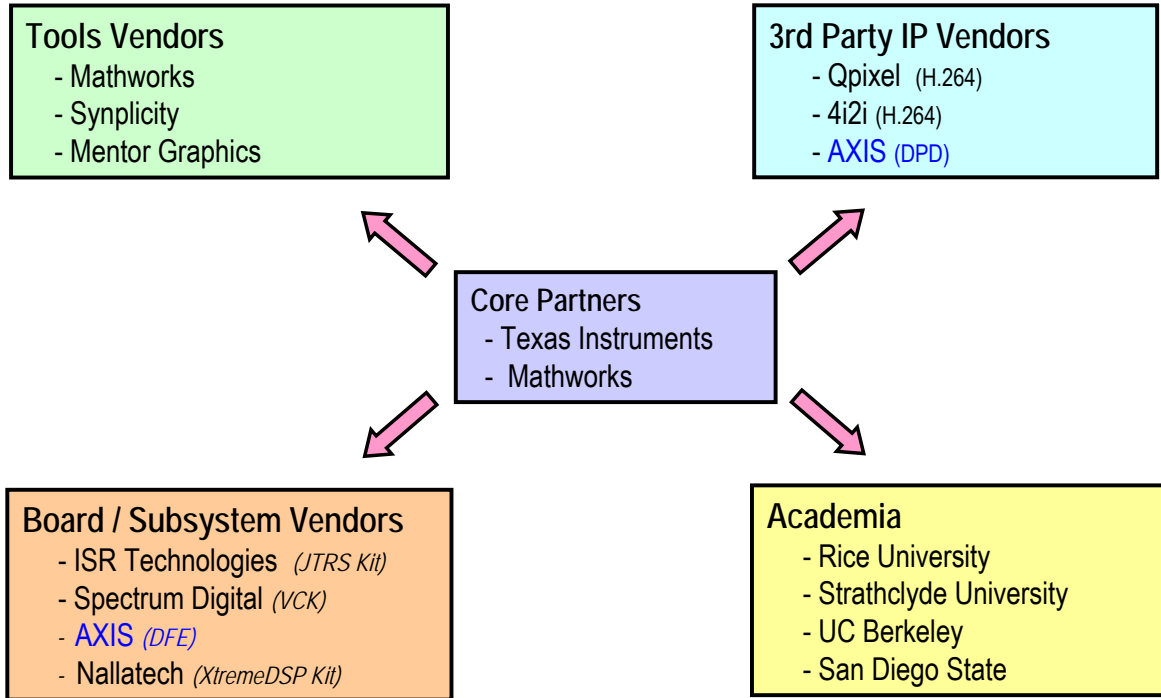 Tools Vendors
- Mathworks
- Synplicity
- Mentor Graphics
3rd Party IP Vendors
- Qpixel (H.264)
- 4i2i (H.264)
- AXIS (DPD)
Core Partners
- Texas Instruments
- Mathworks
Board / Subsystem Vendors
- ISR Technologies (JTRS Kit)
- Spectrum Digital (VCK)
- AXIS (DFE)
- Nallatech (XtremeDSP Kit)
Academia
- Rice University
- Strathclyde University
- UC Berkeley
- San Diego State